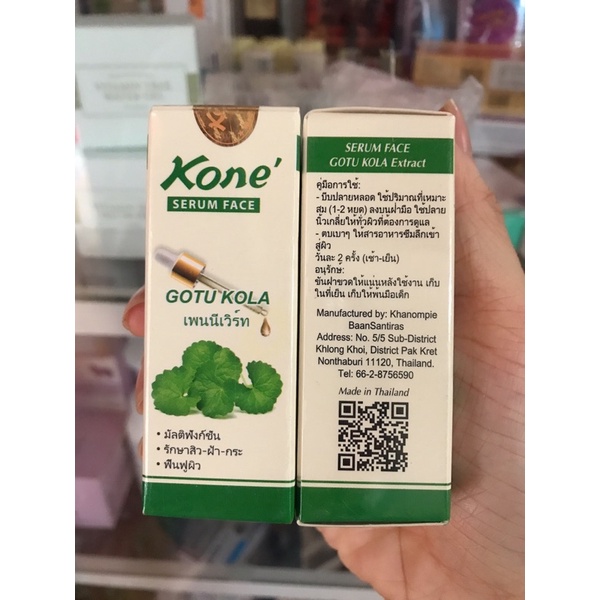 Kone'
SERUM FACE
GOTU KOLA
เพนนีเวิร์ท
• มัลติฟังก์ชัน
• รักษาสิว-ฝ้า-กระ
• ฟื้นฟูผิว
SERUM FACE
GOTU KOLA Extract
คู่มือการใช้:
- บีบปลายหลอด ใช้ปริมาณที่เหมาะ
สม (1-2 หยด) ลงบนฝ่ามือ ใช้ปลาย
นิ้วเกลี่ยให้ทั่วผิวที่ต้องการดูแล
- ตบเบาๆ ให้สารอาหารซึมลึกเข้า
สู่ผิว
วันละ 2 ครั้ง (เช้า-เย็น)
อนุรักษ์:
ขันฝาขวดให้แน่นหลังใช้งาน เก็บ
ในที่เย็น เก็บให้พ้นมือเด็ก
Manufactured by: Khanompie
BaanSantiras
Address: No. 5/5 Sub-District
Khlong Khoi, District Pak Kret
Nonthaburi 11120, Thailand.
Tel: 66-2-8756590
Made in Thailand